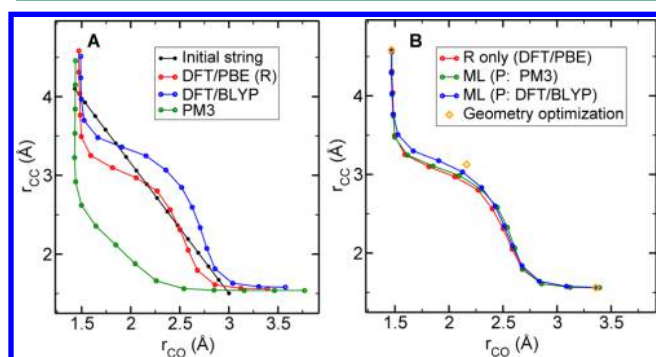 A
Initial string
DFT/PBE (R)
DFT/BLYP
PM3
4
3
2
r_CC (Å)
1.5 2 2.5 3 3.5
r_CO (Å)
B
R only (DFT/PBE)
ML (P: PM3)
ML (P: DFT/BLYP)
Geometry optimization
4
3
2
r_CC (Å)
1.5 2 2.5 3 3.5
r_CO (Å)